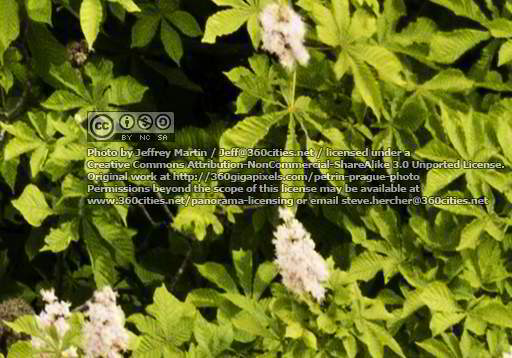 cc BY NC SA
Photo by Jeffrey Martin / Jeff@360cities.net / licensed under a
Creative Commons Attribution-NonCommercial-ShareAlike 3.0 Unported License.
Original work at http://360gigapixels.com/petrin-prague-photo
Permissions beyond the scope of this license may be available at
www.360cities.net/panorama-licensing or email steve.hercher@360cities.net